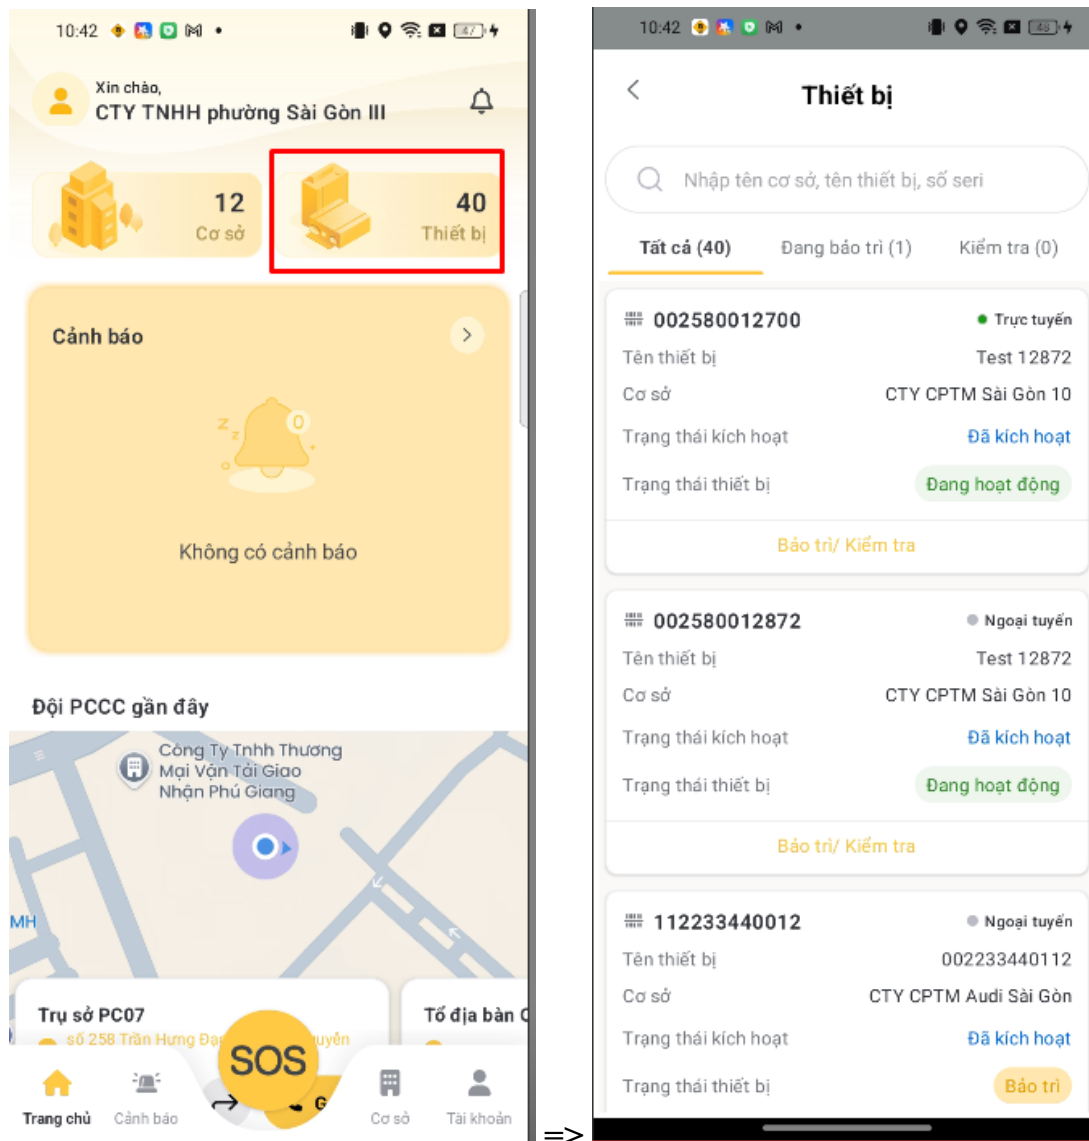 10:42
47
Xin chào,
CTY TNHH phường Sài Gòn III
12
Cơ sở
40
Thiết bị
Cảnh báo
z z
0
Không có cảnh báo
Đội PCCC gần đây
Công Ty Tnhh Thương
Mại Vận Tải Giao
Nhận Phú Giang
MH
Trụ sở PC07
số 258 Trần Hưng Đạo
uyễn
Tổ địa bàn
SOS
G
Trang chủ
Cảnh báo
Cơ sở
Tài khoản
=>
10:42
48
Thiết bị
Nhập tên cơ sở, tên thiết bị, số seri
Tất cả (40) Đang bảo trì (1) Kiểm tra (0)
002580012700 Trực tuyến
Tên thiết bị Test 12872
Cơ sở CTY CPTM Sài Gòn 10
Trạng thái kích hoạt Đã kích hoạt
Trạng thái thiết bị Đang hoạt động
Bảo trì/ Kiểm tra
002580012872 Ngoại tuyến
Tên thiết bị Test 12872
Cơ sở CTY CPTM Sài Gòn 10
Trạng thái kích hoạt Đã kích hoạt
Trạng thái thiết bị Đang hoạt động
Bảo trì/ Kiểm tra
112233440012 Ngoại tuyến
Tên thiết bị 002233440112
Cơ sở CTY CPTM Audi Sài Gòn
Trạng thái kích hoạt Đã kích hoạt
Trạng thái thiết bị Bảo trì